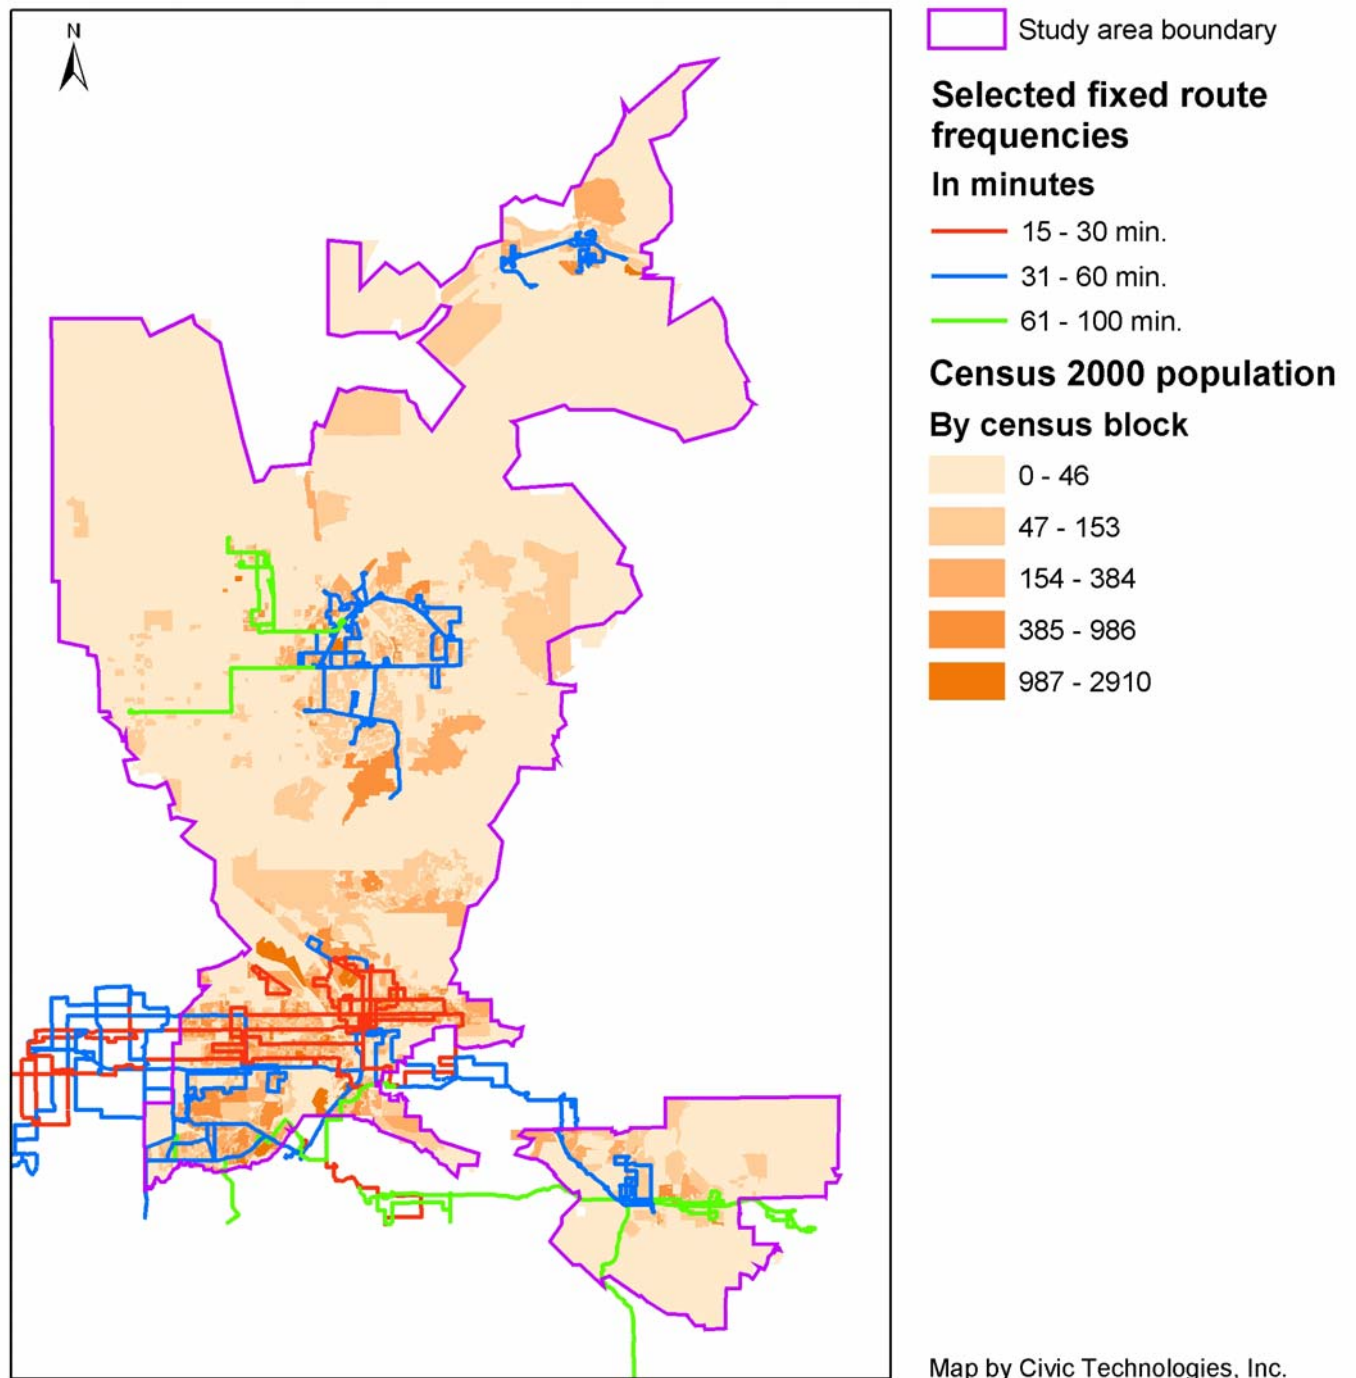 N
Study area boundary
Selected fixed route
frequencies
In minutes
15 - 30 min.
31 - 60 min.
61 - 100 min.
Census 2000 population
By census block
0 - 46
47 - 153
154 - 384
385 - 986
987 - 2910
Map by Civic Technologies, Inc.